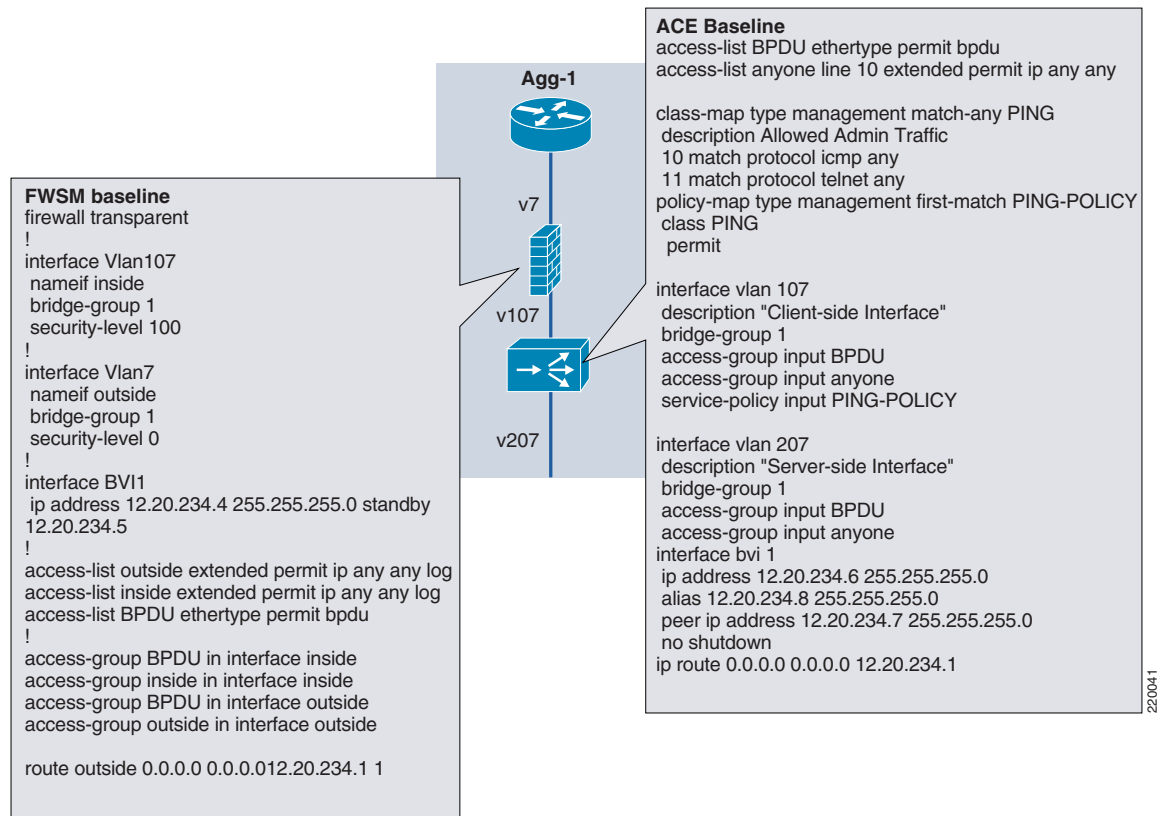 ACE Baseline
access-list BPDU ethertype permit bpdu
access-list anyone line 10 extended permit ip any any
class-map type management match-any PING
description Allowed Admin Traffic
10 match protocol icmp any
11 match protocol telnet any
policy-map type management first-match PING-POLICY
class PING
permit
interface vlan 107
description "Client-side Interface"
bridge-group 1
access-group input BPDU
access-group input anyone
service-policy input PING-POLICY
interface vlan 207
description "Server-side Interface"
bridge-group 1
access-group input BPDU
access-group input anyone
interface bvi 1
ip address 12.20.234.6 255.255.255.0
alias 12.20.234.8 255.255.255.0
peer ip address 12.20.234.7 255.255.255.0
no shutdown
ip route 0.0.0.0 0.0.0.0 12.20.234.1
Agg-1
v7
v107
v207
FWSM baseline
firewall transparent
!
interface Vlan107
nameif inside
bridge-group 1
security-level 100
!
interface Vlan7
nameif outside
bridge-group 1
security-level 0
!
interface BVI1
ip address 12.20.234.4 255.255.255.0 standby
12.20.234.5
!
access-list outside extended permit ip any any log
access-list inside extended permit ip any any log
access-list BPDU ethertype permit bpdu
!
access-group BPDU in interface inside
access-group inside in interface inside
access-group BPDU in interface outside
access-group outside in interface outside
route outside 0.0.0.0 0.0.0.012.20.234.1 1
220041